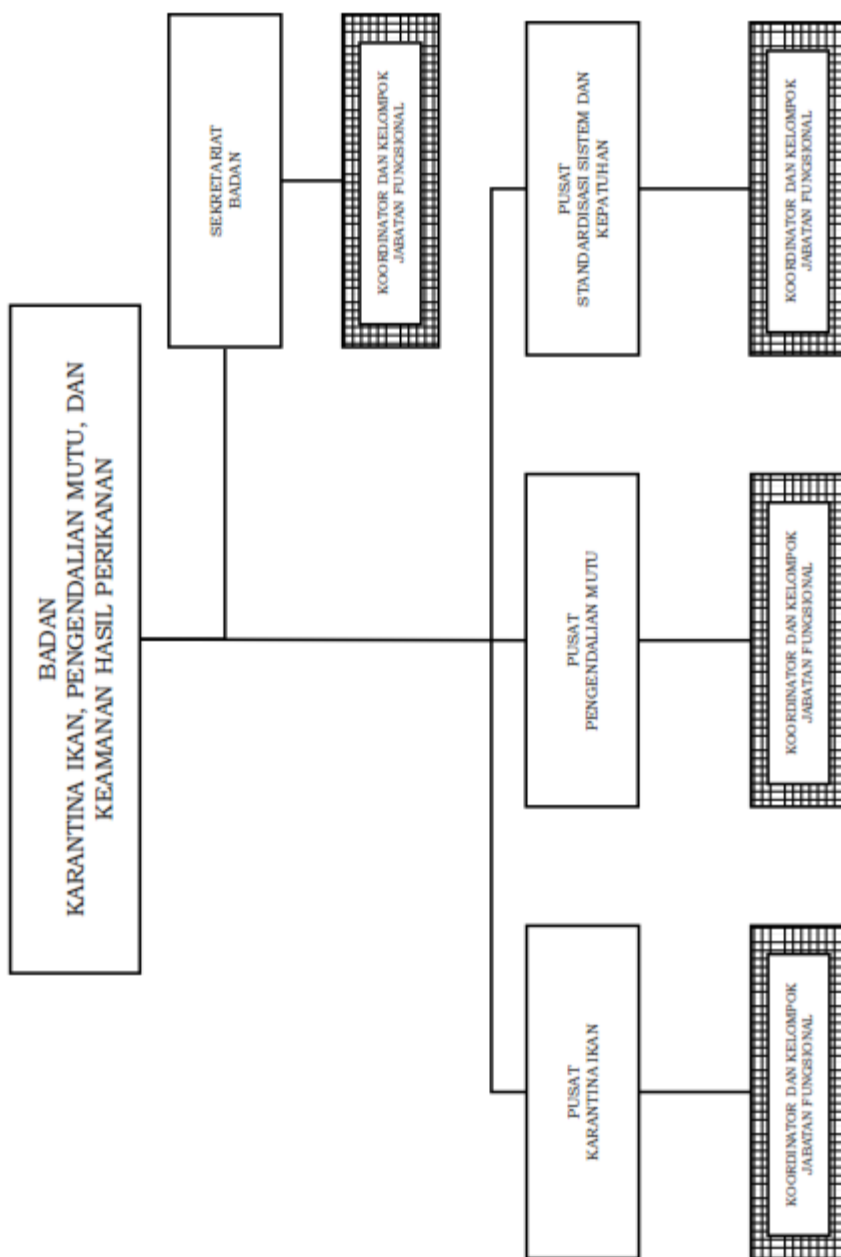 BADAN
KARANTINA IKAN, PENGENDALIAN MUTU, DAN
KEAMANAN HASIL PERIKANAN
SEKRETARIAT
BADAN
KOORDINATOR DAN KELOMPOK
JABATAN FUNGSIONAL
PUSAT
KARANTINA IKAN
PUSAT
PENGENDALIAN MUTU
PUSAT
STANDARDISASI SISTEM DAN
KEPATUHAN
KOORDINATOR DAN KELOMPOK
JABATAN FUNGSIONAL
KOORDINATOR DAN KELOMPOK
JABATAN FUNGSIONAL
KOORDINATOR DAN KELOMPOK
JABATAN FUNGSIONAL